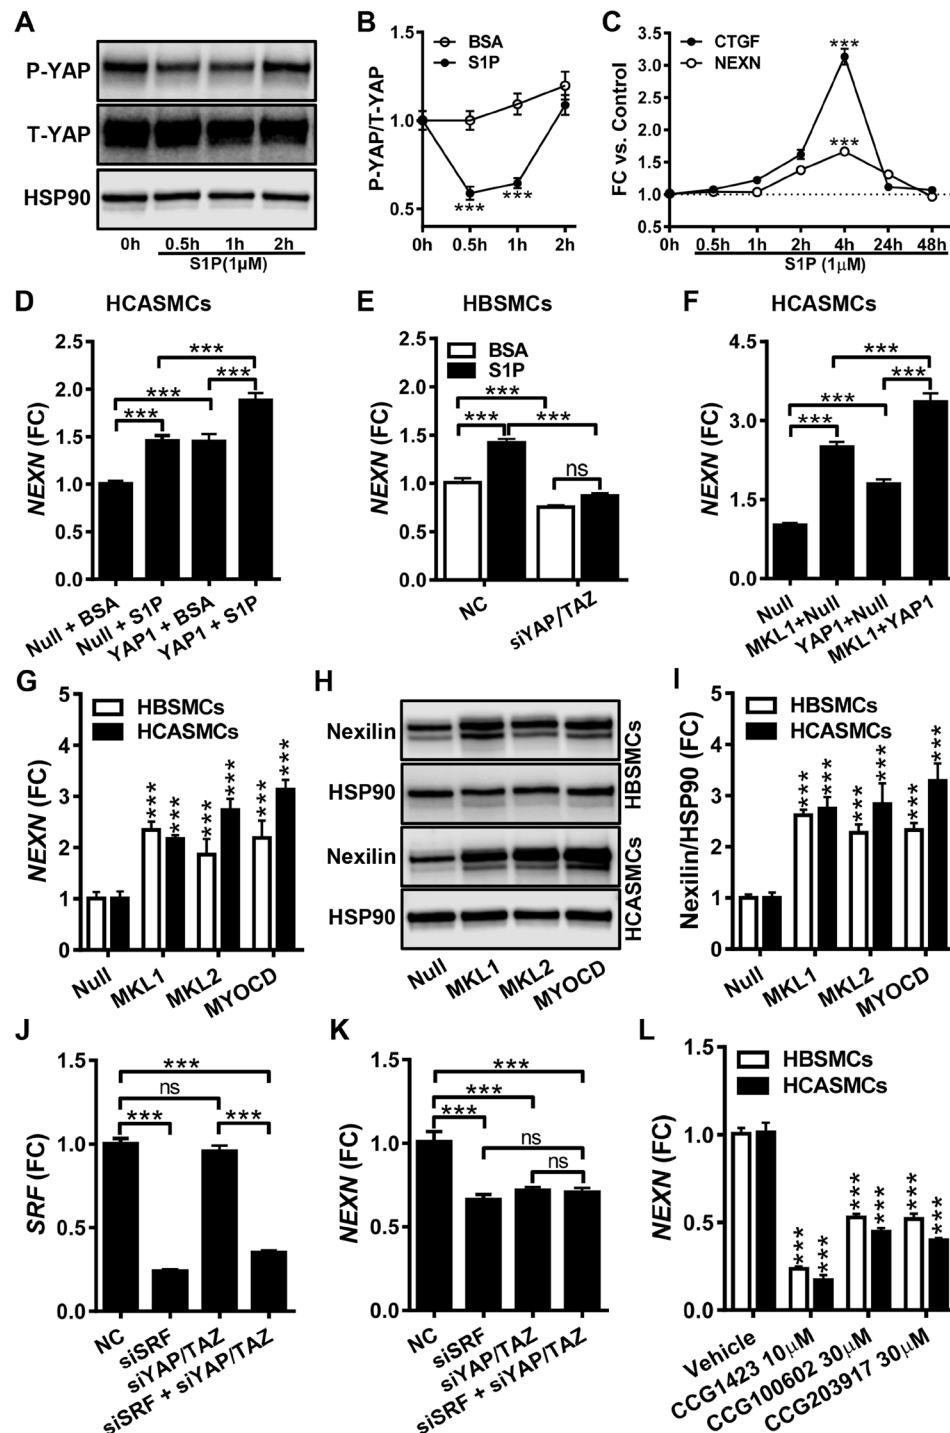 A
P-YAP
T-YAP
HSP90
0h 0.5h 1h 2h
S1P(1μM)
B
BSA
S1P
P-YAP/T-YAP
1.5
1.0
0.5
*** ***
0h 0.5h 1h 2h
C
CTGF
NEXN
FC vs. Control
3.5
3.0
2.5
2.0
1.5
1.0
0.5
***
***
0h 0.5h 1h 2h 4h 24h 48h
S1P (1μM)
D
HCASMCs
NEXN (FC)
2.5
2.0
1.5
1.0
0.5
0.0
***
*** ***
***
Null + BSA
Null + S1P
YAP1 + BSA
YAP1 + S1P
E
HBSMCs
BSA
S1P
NEXN (FC)
2.5
2.0
1.5
1.0
0.5
0.0
***
*** ***
ns
NC
siYAP/TAZ
F
HCASMCs
NEXN (FC)
4.5
3.0
1.5
0.0
***
*** ***
***
Null
MKL1+Null
YAP1+Null
MKL1+YAP1
G
HBSMCs
HCASMCs
NEXN (FC)
5
4
3
2
1
0
*** *** *** *** *** ***
Null
MKL1
MKL2
MYOCD
H
Nexilin
HSP90
HBSMCs
Nexilin
HSP90
HCASMCs
Null
MKL1
MKL2
MYOCD
I
HBSMCs
HCASMCs
Nexilin/HSP90 (FC)
5
4
3
2
1
0
*** *** *** *** *** ***
Null
MKL1
MKL2
MYOCD
J
SRF (FC)
1.5
1.0
0.5
0.0
***
ns
*** ***
NC
siSRF
siYAP/TAZ
siSRF + siYAP/TAZ
K
NEXN (FC)
1.5
1.0
0.5
0.0
***
***
***
ns
ns
NC
siSRF
siYAP/TAZ
siSRF + siYAP/TAZ
L
HBSMCs
HCASMCs
NEXN (FC)
1.5
1.0
0.5
0.0
*** *** *** *** *** ***
Vehicle
CCG1423 10μM
CCG100602 30μM
CCG203917 30μM